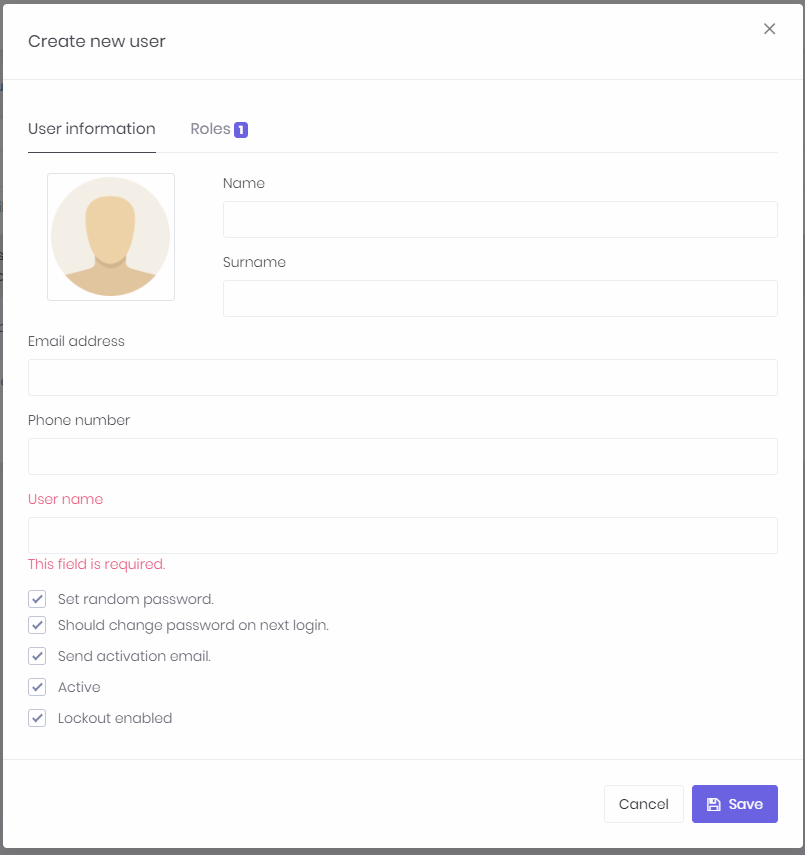 Create new user
User information
Roles 1
Name
Surname
Email address
Phone number
User name
This field is required.
Set random password.
Should change password on next login.
Send activation email.
Active
Lockout enabled
Cancel
Save